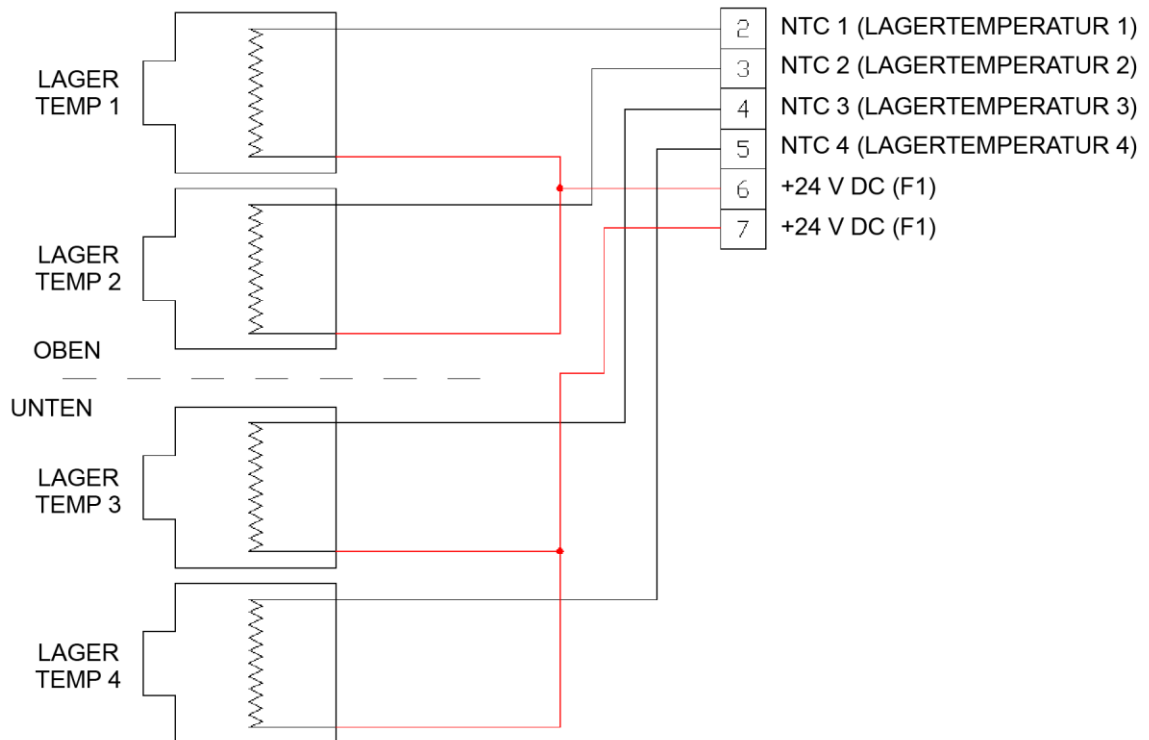 LAGER
TEMP 1
2 NTC 1 (LAGERTEMPERATUR 1)
3 NTC 2 (LAGERTEMPERATUR 2)
4 NTC 3 (LAGERTEMPERATUR 3)
5 NTC 4 (LAGERTEMPERATUR 4)
6 +24 V DC (F1)
7 +24 V DC (F1)
LAGER
TEMP 2
OBEN
UNTEN
LAGER
TEMP 3
LAGER
TEMP 4